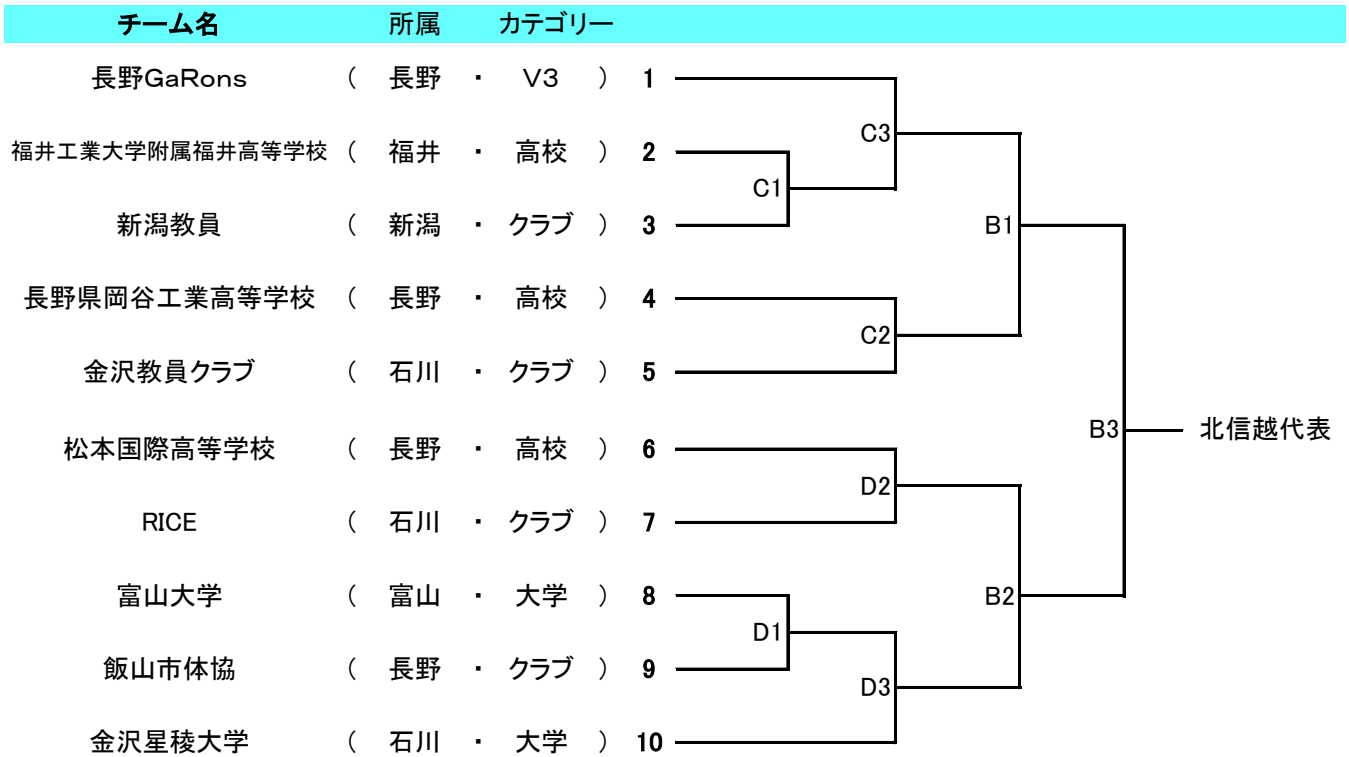 チーム名 所属 カテゴリー
長野GaRons ( 長野 ・ V3 ) 1
C3
福井工業大学附属福井高等学校 ( 福井 ・ 高校 ) 2
C1
新潟教員 ( 新潟 ・ クラブ ) 3
B1
長野県岡谷工業高等学校 ( 長野 ・ 高校 ) 4
C2
金沢教員クラブ ( 石川 ・ クラブ ) 5
B3 北信越代表
松本国際高等学校 ( 長野 ・ 高校 ) 6
D2
RICE ( 石川 ・ クラブ ) 7
富山大学 ( 富山 ・ 大学 ) 8
B2
D1
飯山市体協 ( 長野 ・ クラブ ) 9
D3
金沢星稜大学 ( 石川 ・ 大学 ) 10